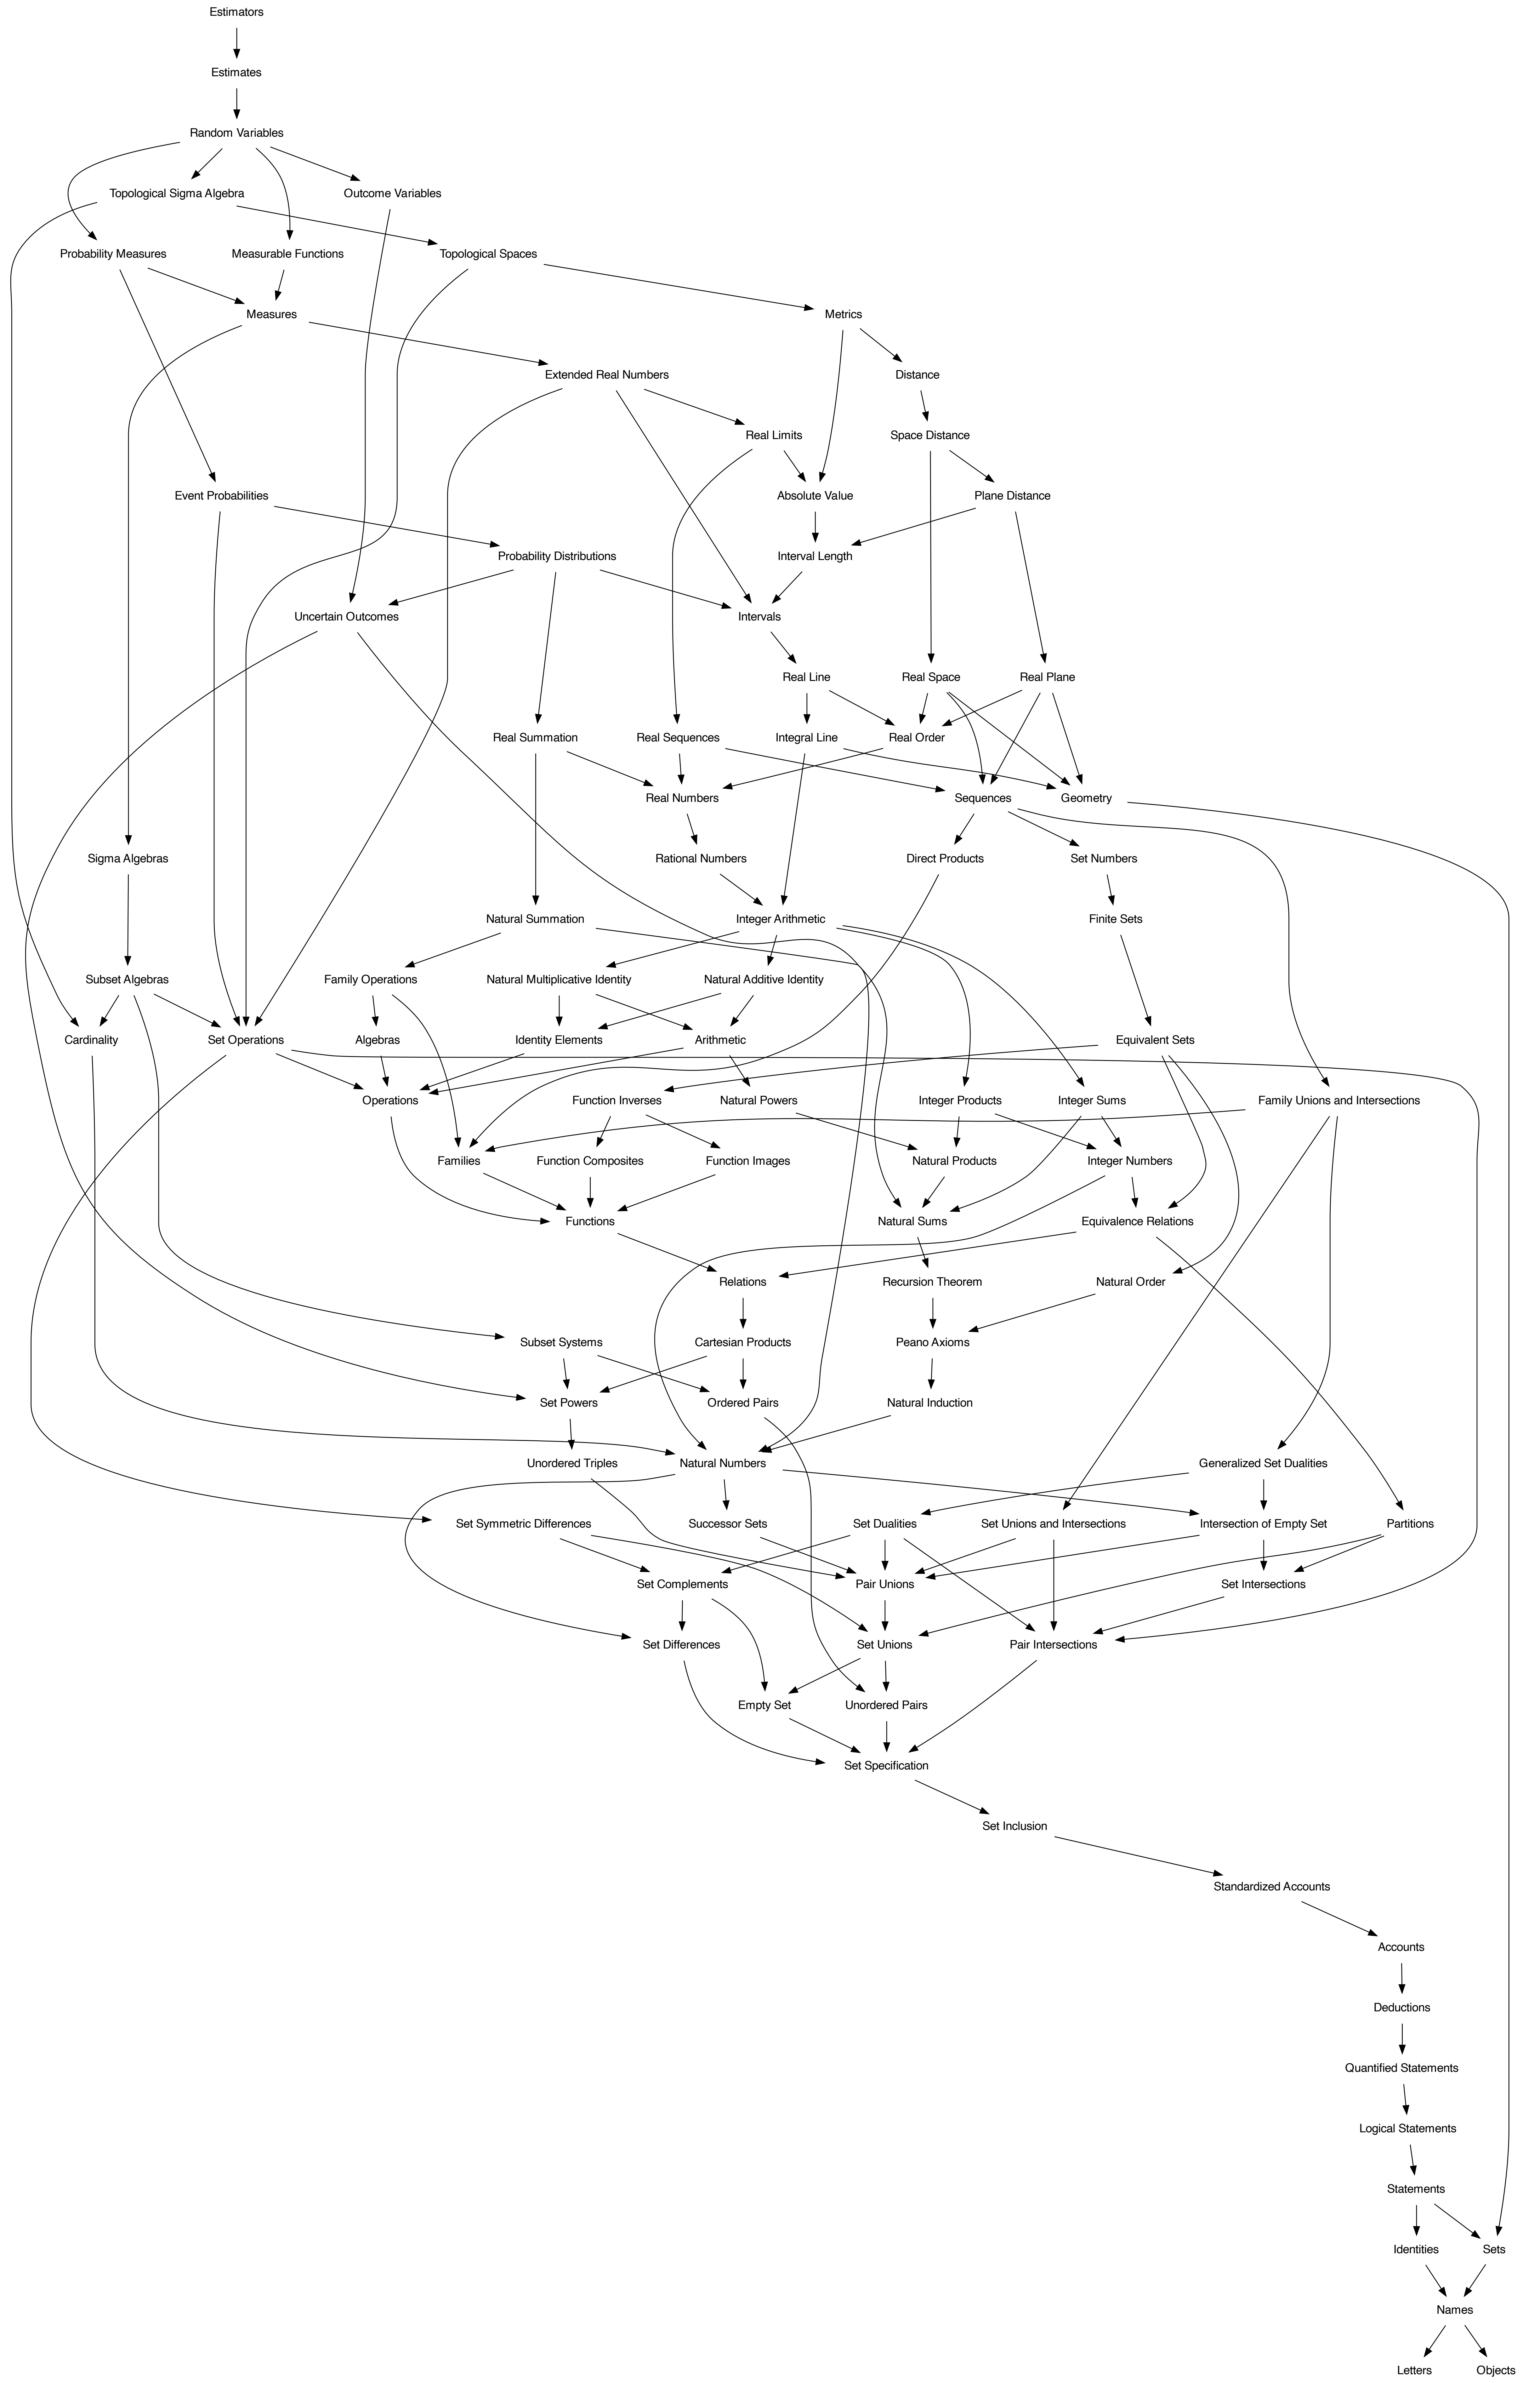 Estimators
Estimates
Random Variables
Topological Sigma Algebra
Outcome Variables
Probability Measures
Measurable Functions
Topological Spaces
Measures
Metrics
Extended Real Numbers
Distance
Real Limits
Space Distance
Event Probabilities
Absolute Value
Plane Distance
Probability Distributions
Interval Length
Uncertain Outcomes
Intervals
Real Line
Real Space
Real Plane
Real Summation
Real Sequences
Integral Line
Real Order
Real Numbers
Sequences
Geometry
Sigma Algebras
Rational Numbers
Direct Products
Set Numbers
Natural Summation
Integer Arithmetic
Finite Sets
Subset Algebras
Family Operations
Natural Multiplicative Identity
Natural Additive Identity
Cardinality
Set Operations
Algebras
Identity Elements
Arithmetic
Equivalent Sets
Operations
Function Inverses
Natural Powers
Integer Products
Integer Sums
Family Unions and Intersections
Families
Function Composites
Function Images
Natural Products
Integer Numbers
Functions
Natural Sums
Equivalence Relations
Relations
Recursion Theorem
Natural Order
Subset Systems
Cartesian Products
Peano Axioms
Set Powers
Ordered Pairs
Natural Induction
Unordered Triples
Natural Numbers
Generalized Set Dualities
Set Symmetric Differences
Successor Sets
Set Dualities
Set Unions and Intersections
Intersection of Empty Set
Partitions
Set Complements
Pair Unions
Set Intersections
Set Differences
Set Unions
Pair Intersections
Empty Set
Unordered Pairs
Set Specification
Set Inclusion
Standardized Accounts
Accounts
Deductions
Quantified Statements
Logical Statements
Statements
Identities
Sets
Names
Letters
Objects